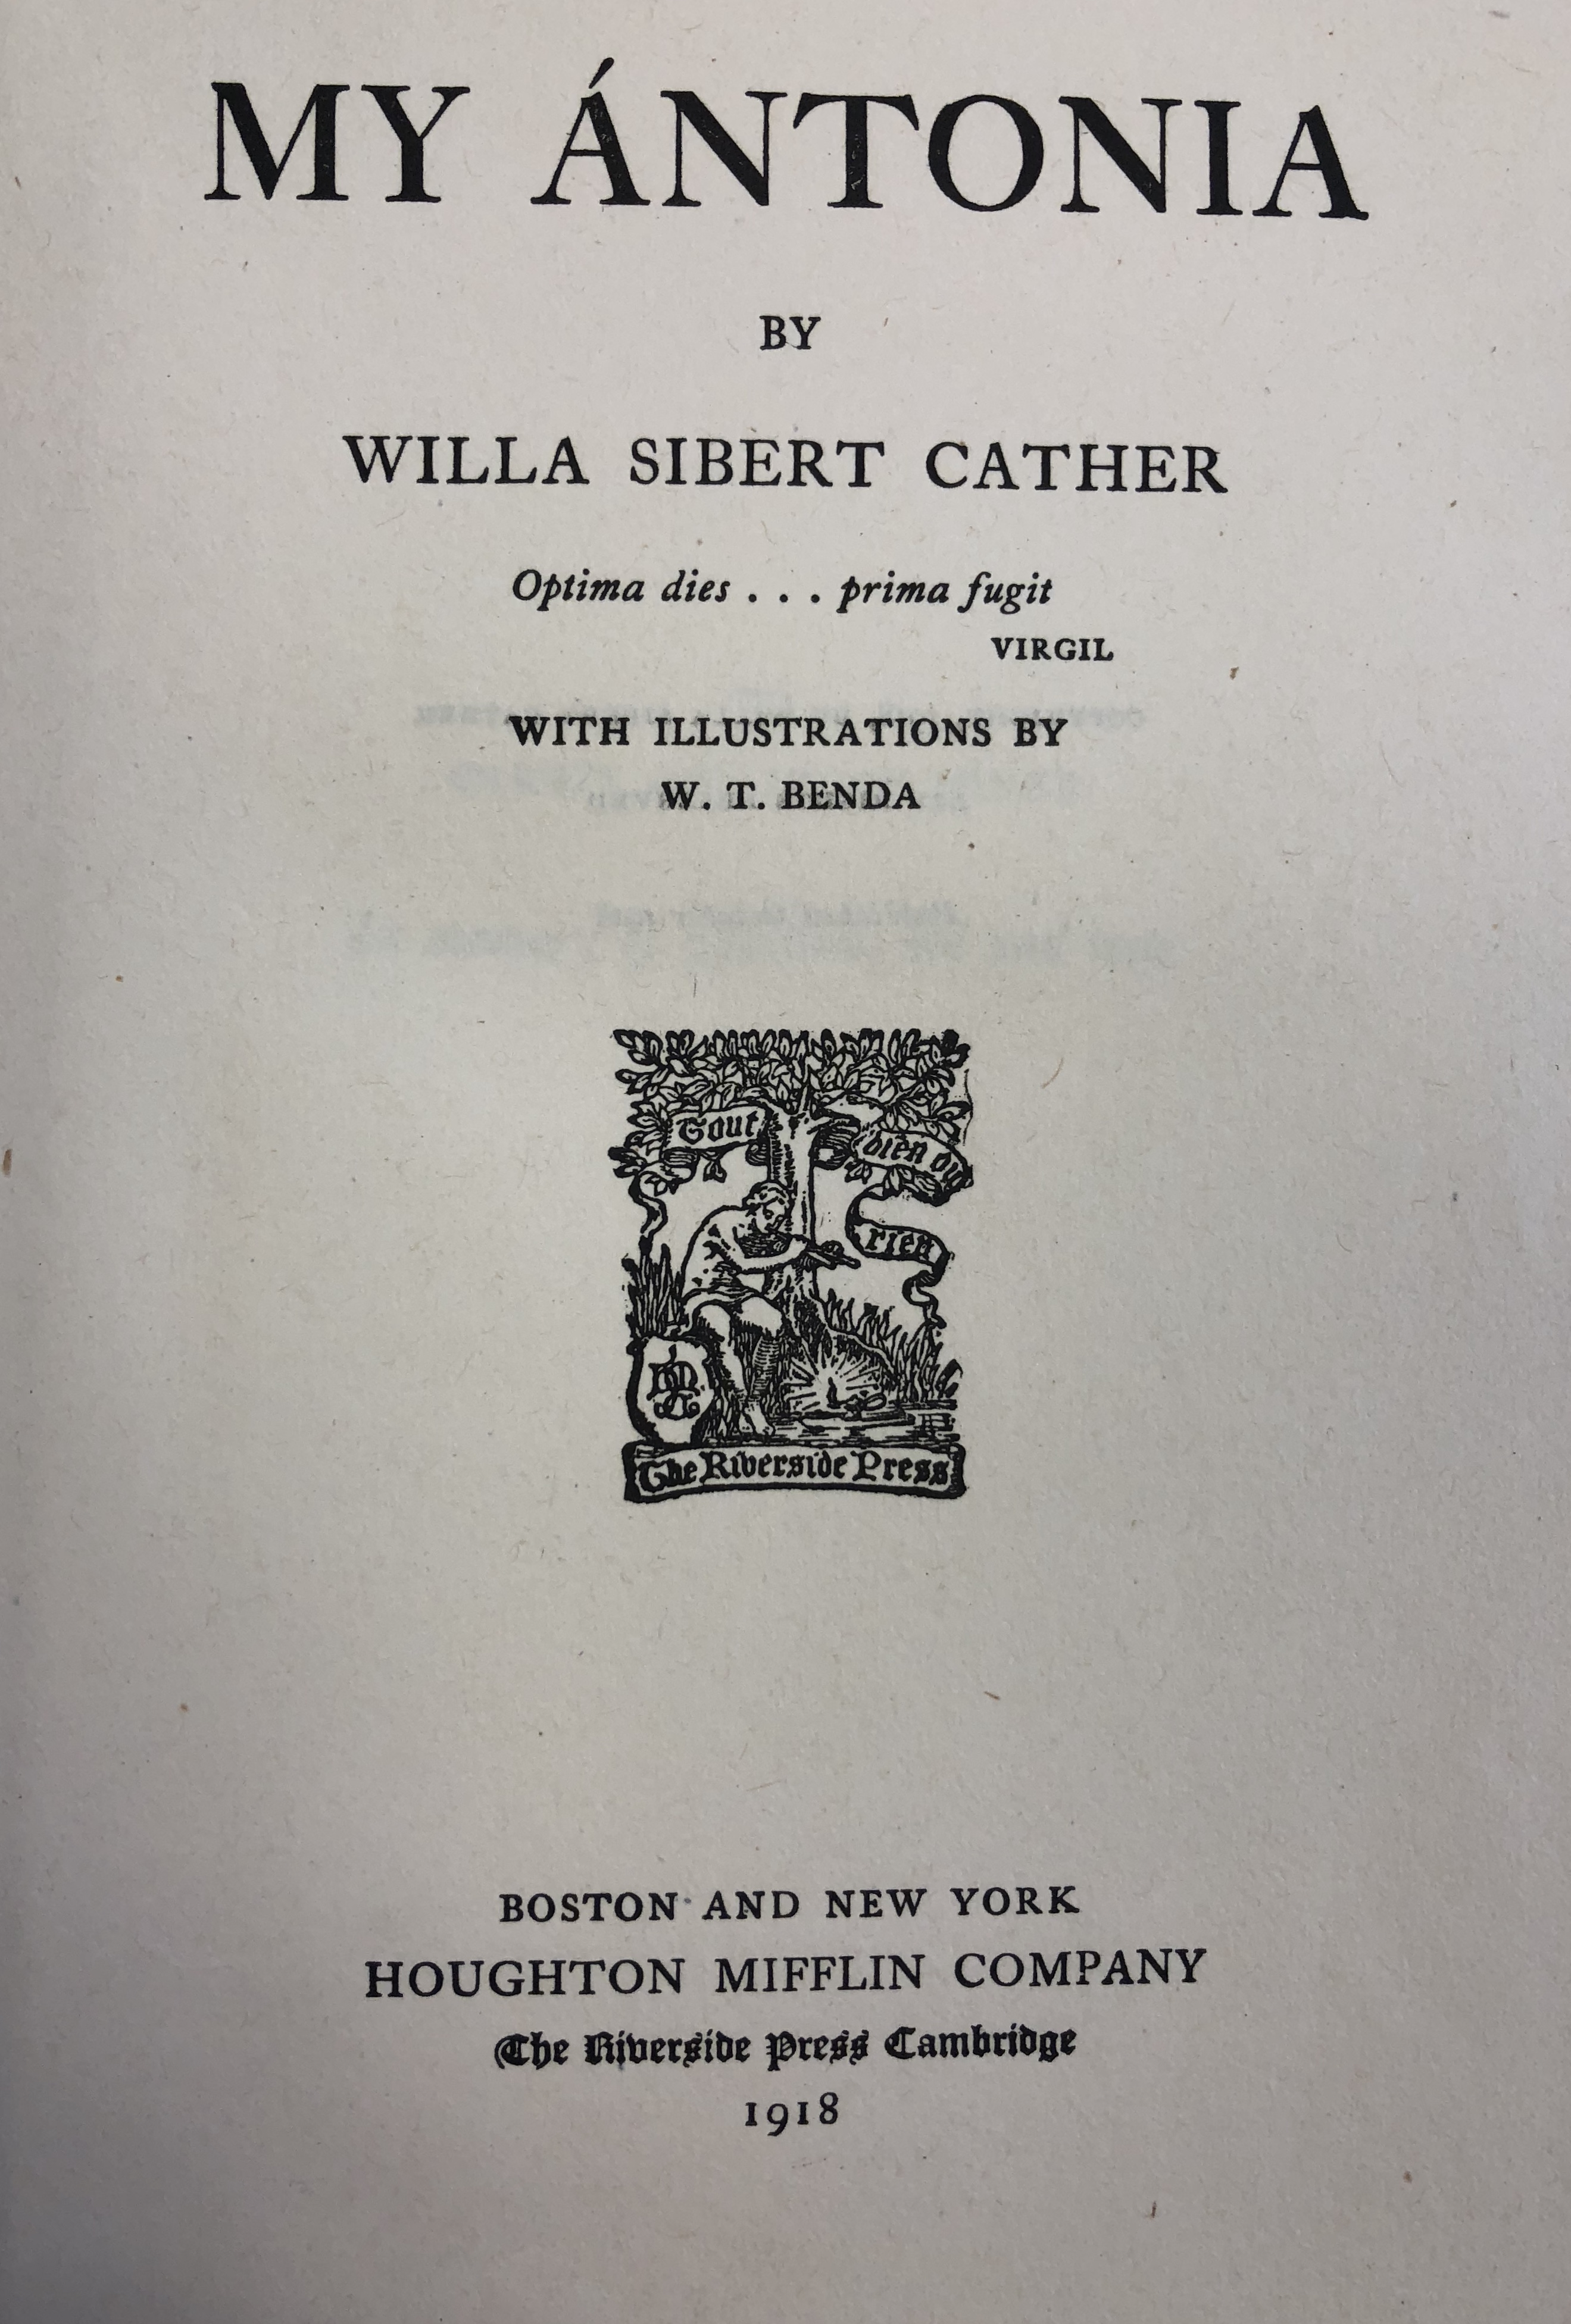 MY ÁNTONIA
BY
WILLA SIBERT CATHER
Optima dies . . . prima fugit
VIRGIL
WITH ILLUSTRATIONS BY
W. T. BENDA
Tout
bien ou
rien
The Riverside Press
BOSTON AND NEW YORK
HOUGHTON MIFFLIN COMPANY
The Riverside Press Cambridge
1918